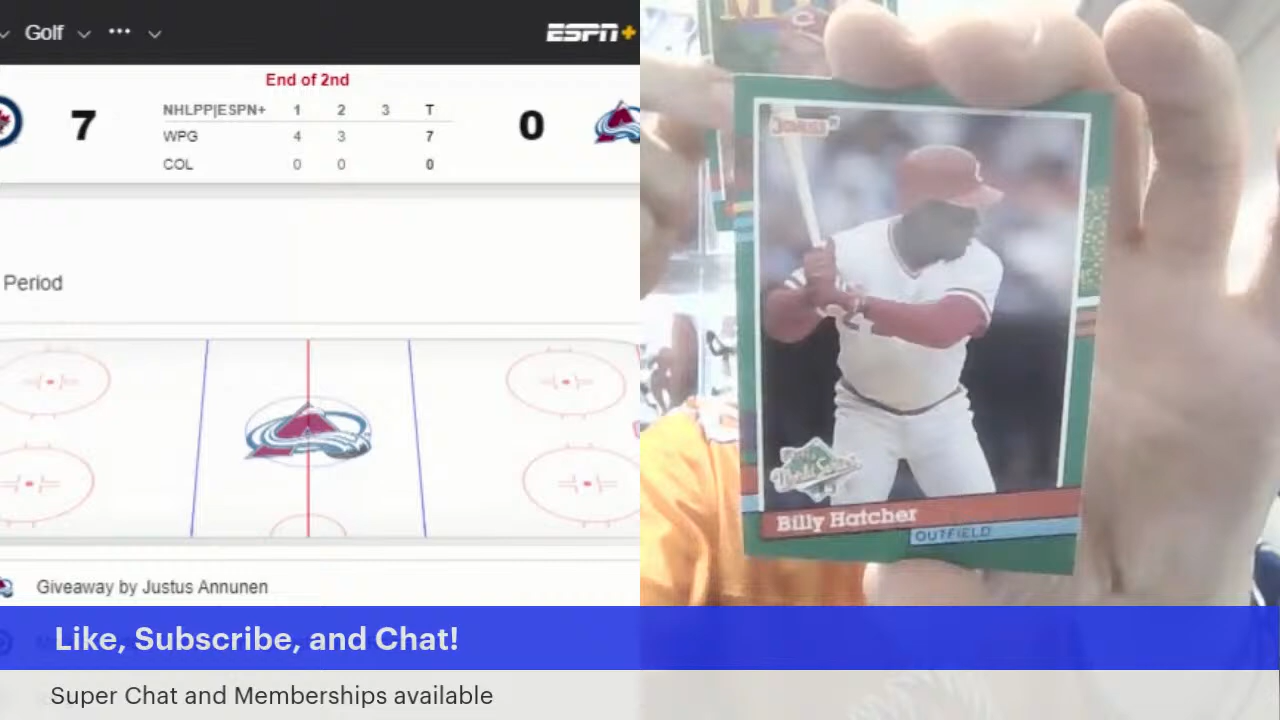 Golf
ESPN+
End of 2nd
7
NHLPP|ESPN+ 1 2 3 T
WPG 4 3 7
COL 0 0 0
0
Period
Giveaway by Justus Annunen
Like, Subscribe, and Chat!
Super Chat and Memberships available
DONRUSS
World Series
Billy Hatcher
OUTFIELD